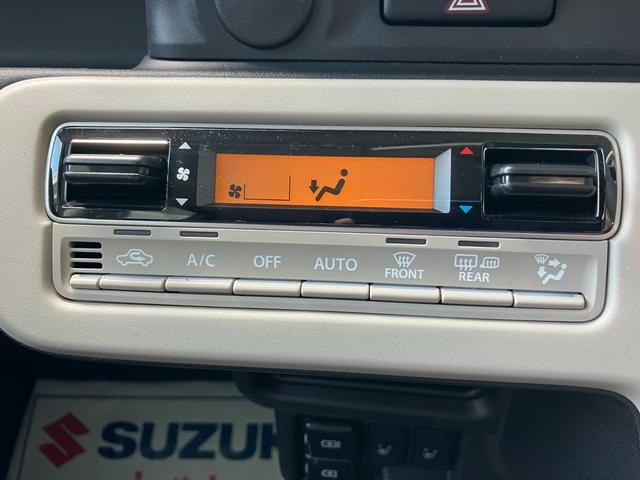 A/C OFF AUTO FRONT REAR
SUZUK